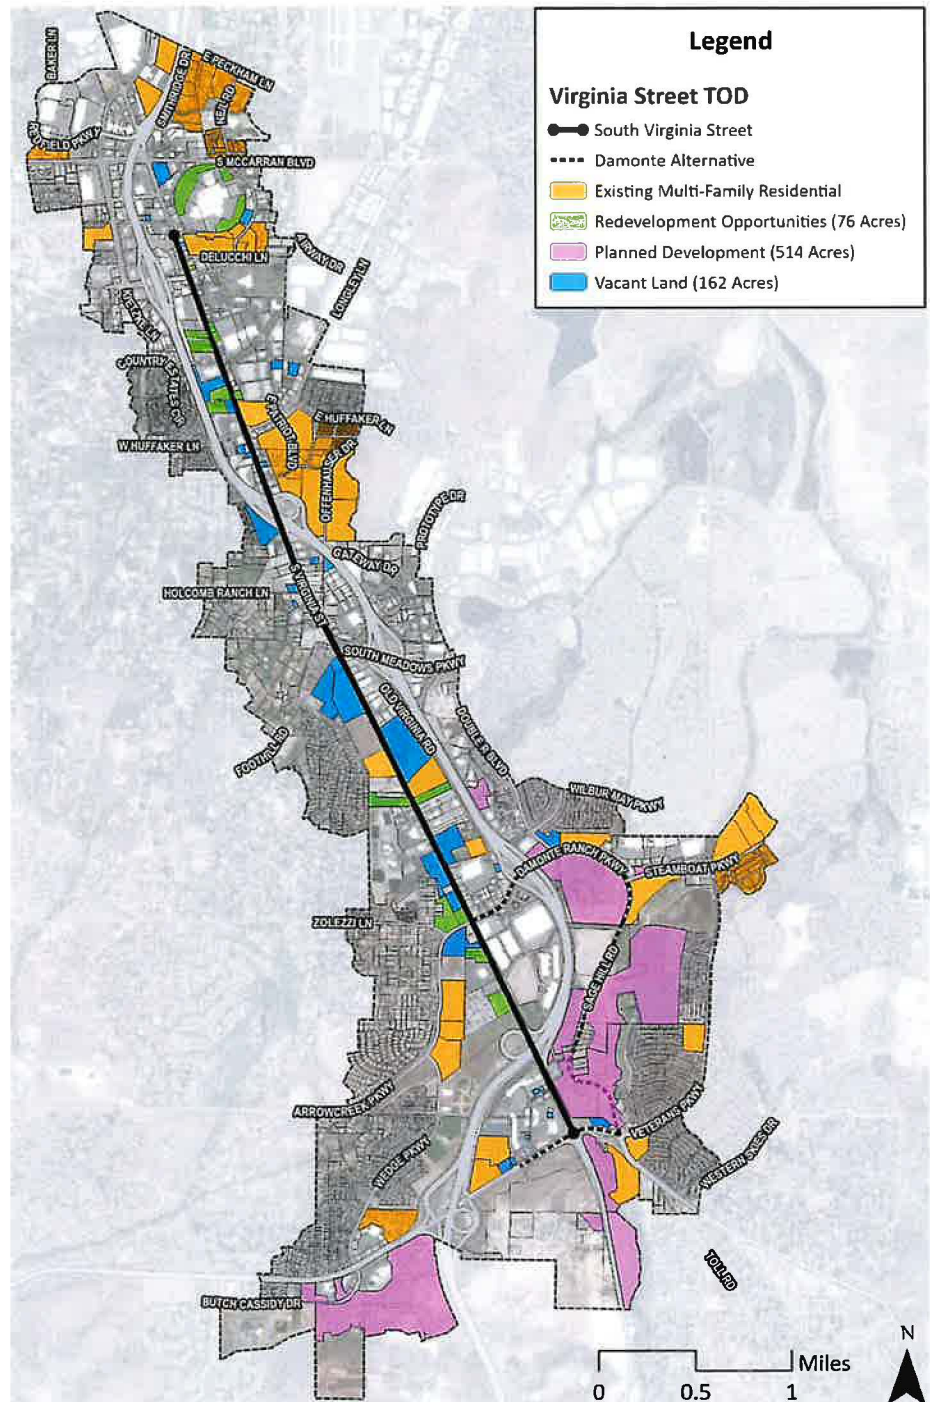 Legend
Virginia Street TOD
South Virginia Street
Damonte Alternative
Existing Multi-Family Residential
Redevelopment Opportunities (76 Acres)
Planned Development (514 Acres)
Vacant Land (162 Acres)
BAKER LN
E PECKHAM LN
SMITHRIDGE DR
NEIL RD
REDFIELD PKWY
S MCCARRAN BLVD
DELUCCHI LN
AIRWAY DR
LONGLEY LN
KIETZKE LN
COUNTRY ESTATES CIR
E PATRIOT BLVD
E HUFFAKER LN
W HUFFAKER LN
OFFENHAUSER DR
PROTOTYPE DR
GATEWAY DR
HOLCOMB RANCH LN
S VIRGINIA ST
SOUTH MEADOWS PKWY
OLD VIRGINIA RD
DOUBLE R BLVD
FOOTHILL RD
WILBUR MAY PKWY
DAMONTE RANCH PKWY
STEAMBOAT PKWY
ZOLEZZI LN
SAGE HILL RD
ARROWCREEK PKWY
VETERANS PKWY
WEDGE PKWY
WESTERN SKIES DR
TOLL RD
BUTCH CASSIDY DR
N
Miles
0 0.5 1